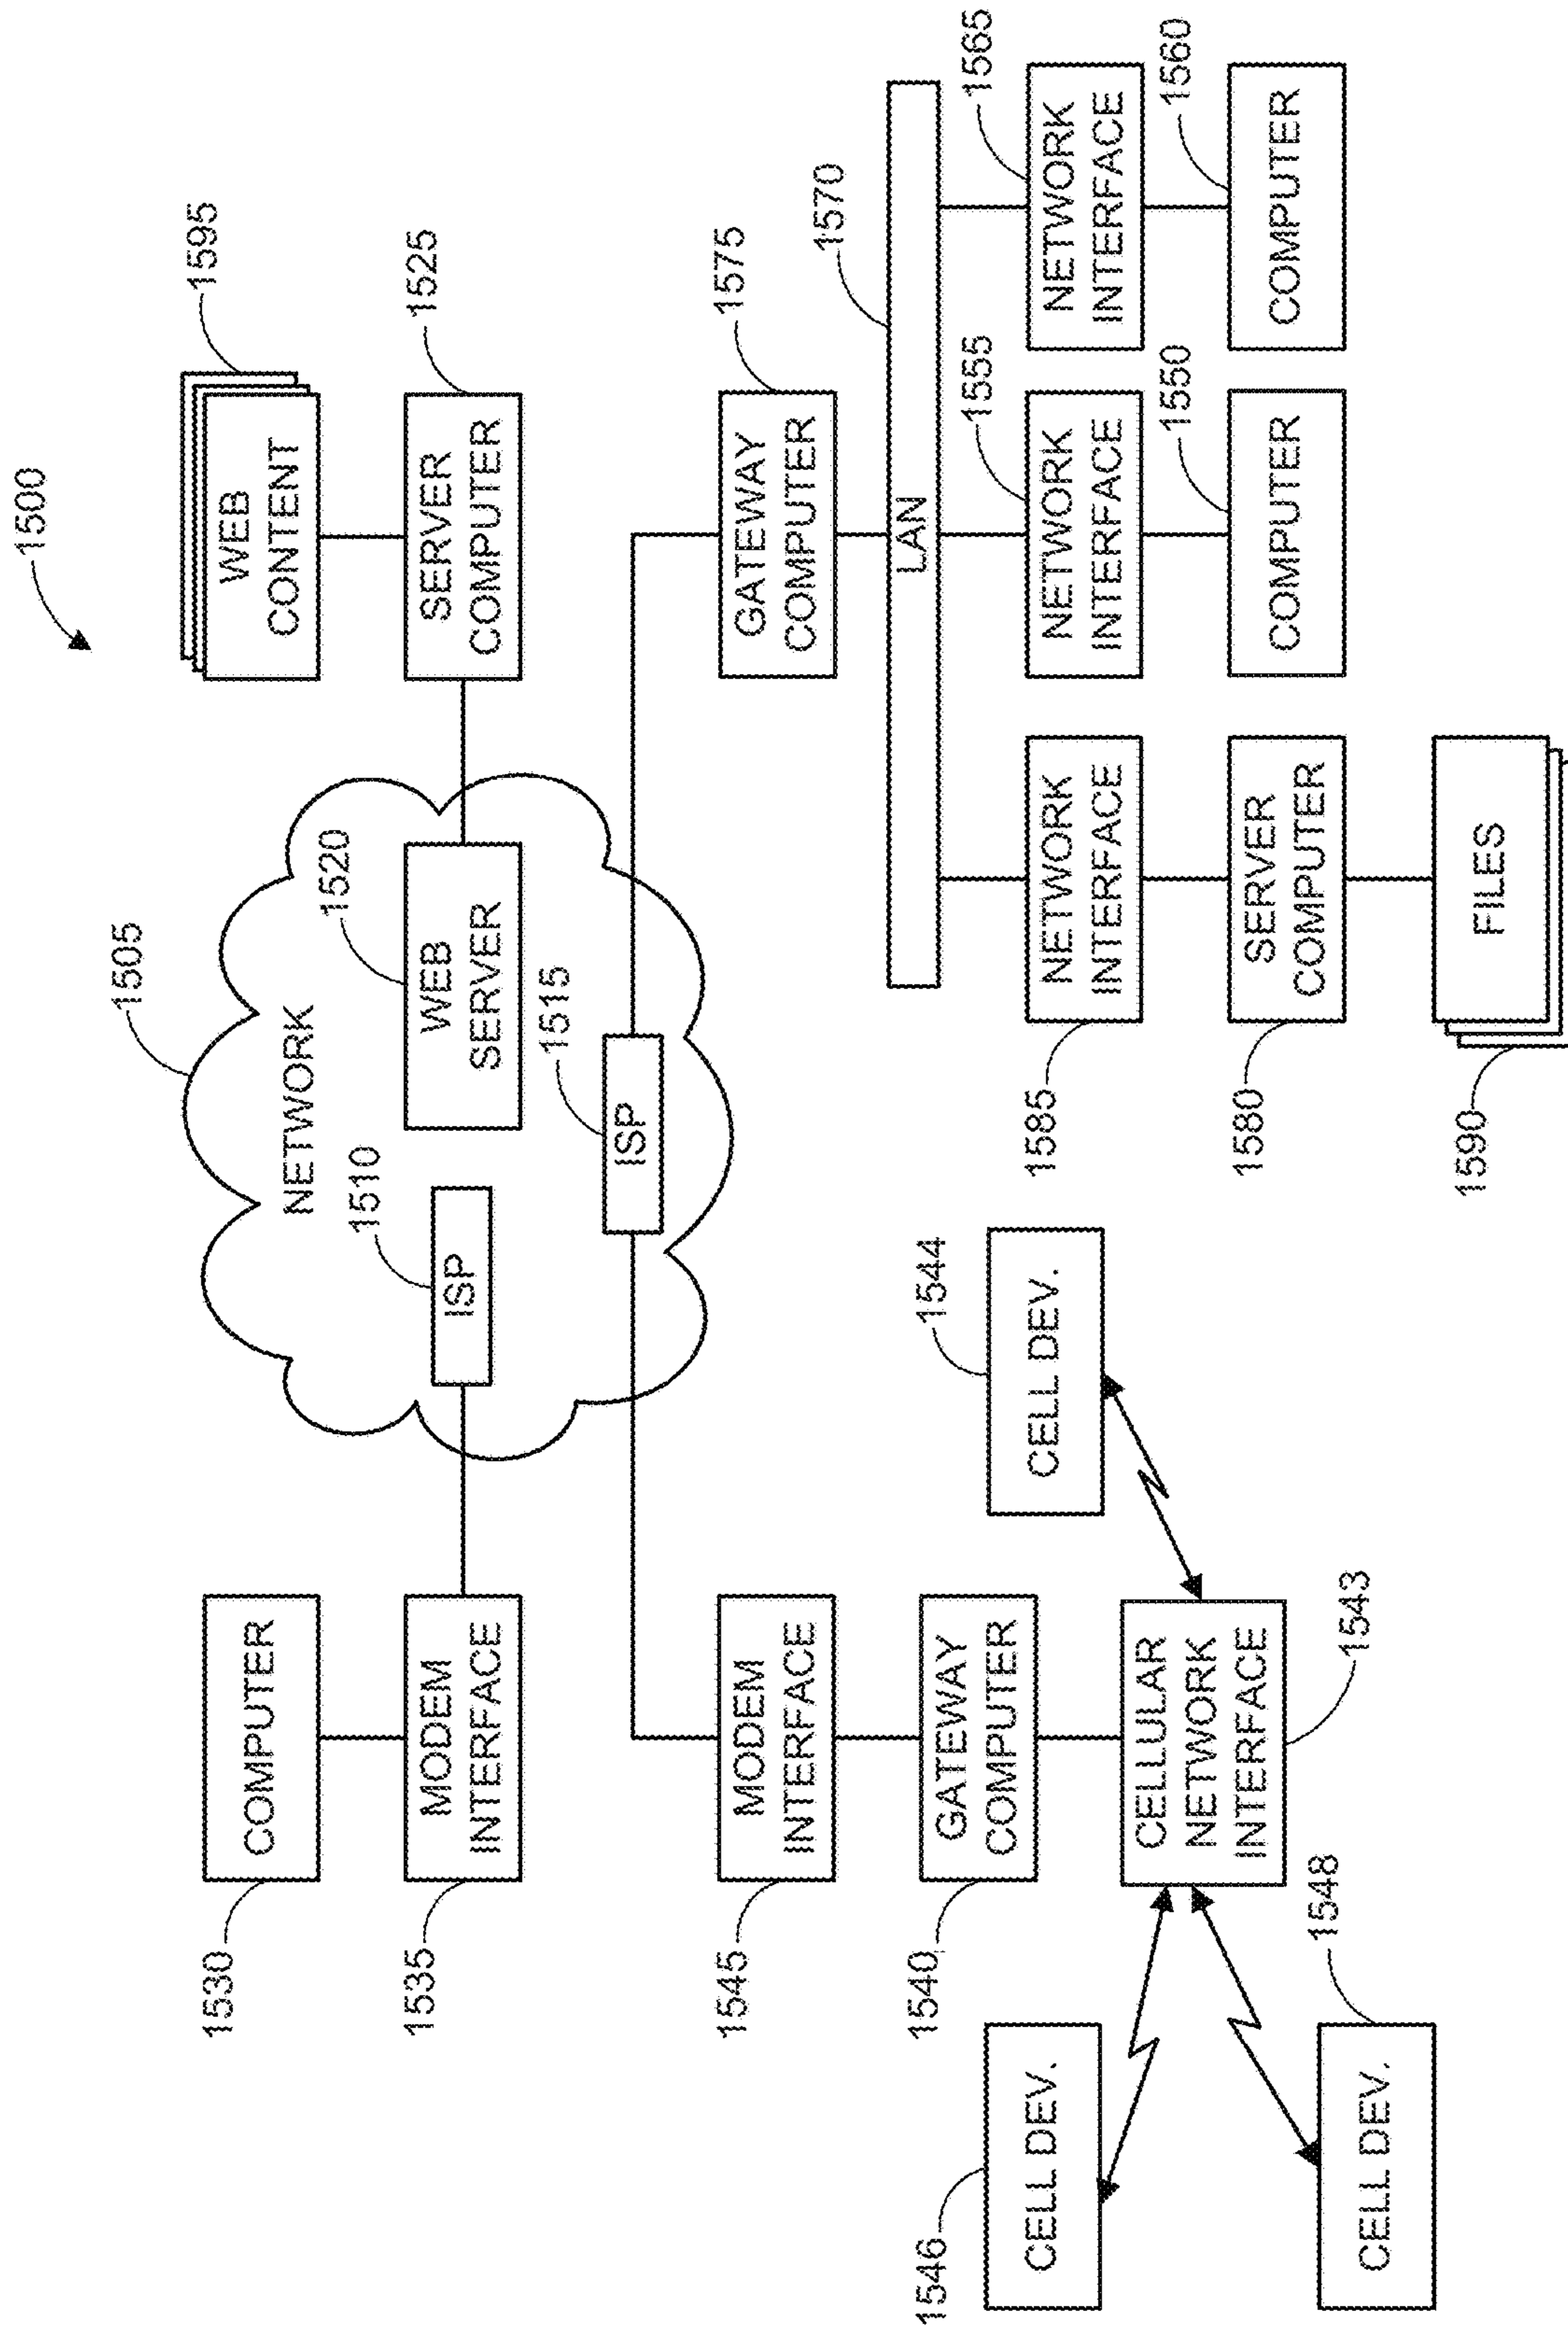 1500
1505
NETWORK
1530
COMPUTER
1595
WEB
CONTENT
1535
MODEM
INTERFACE
1510
ISP
1520
WEB
SERVER
1525
SERVER
COMPUTER
1515
ISP
1545
MODEM
INTERFACE
1575
GATEWAY
COMPUTER
1540
GATEWAY
COMPUTER
1570
LAN
1546
CELL DEV.
1544
CELL DEV.
1543
CELLULAR
NETWORK
INTERFACE
1548
CELL DEV.
1585
NETWORK
INTERFACE
1555
NETWORK
INTERFACE
1565
NETWORK
INTERFACE
1580
SERVER
COMPUTER
1550
COMPUTER
1560
COMPUTER
1590
FILES